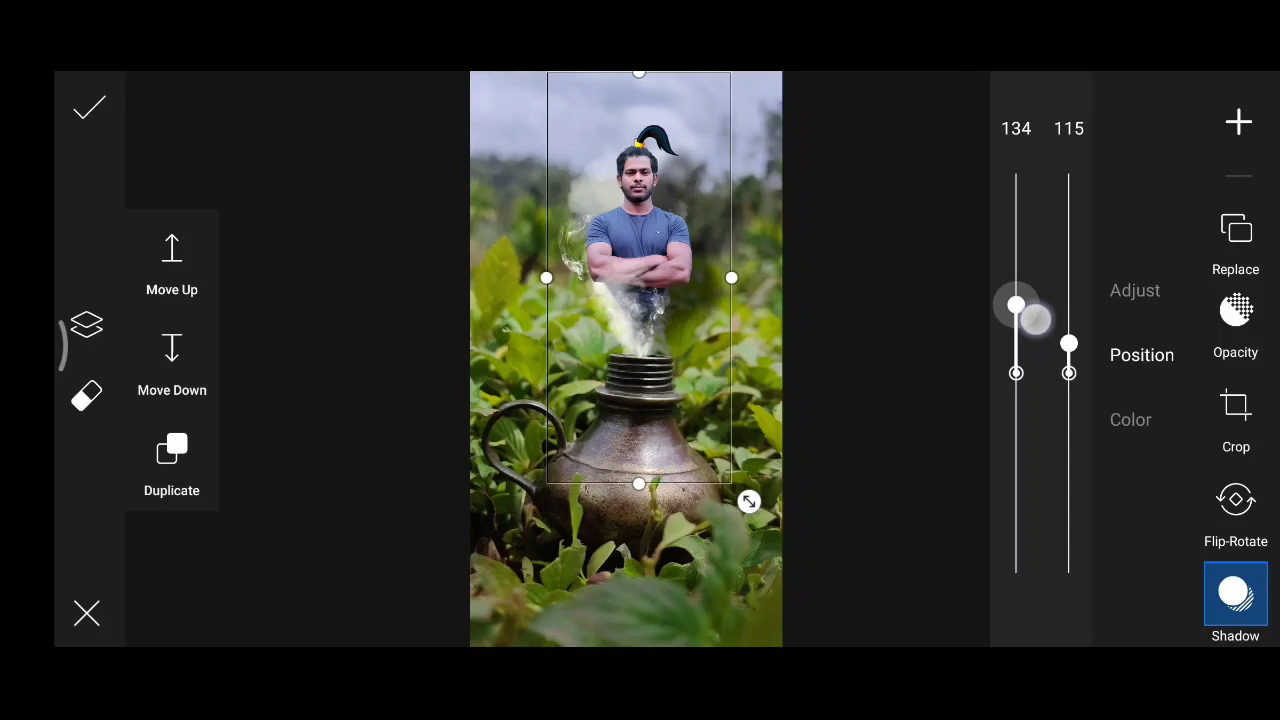 134 115
Move Up
Move Down
Duplicate
Adjust
Position
Color
Replace
Opacity
Crop
Flip-Rotate
Shadow